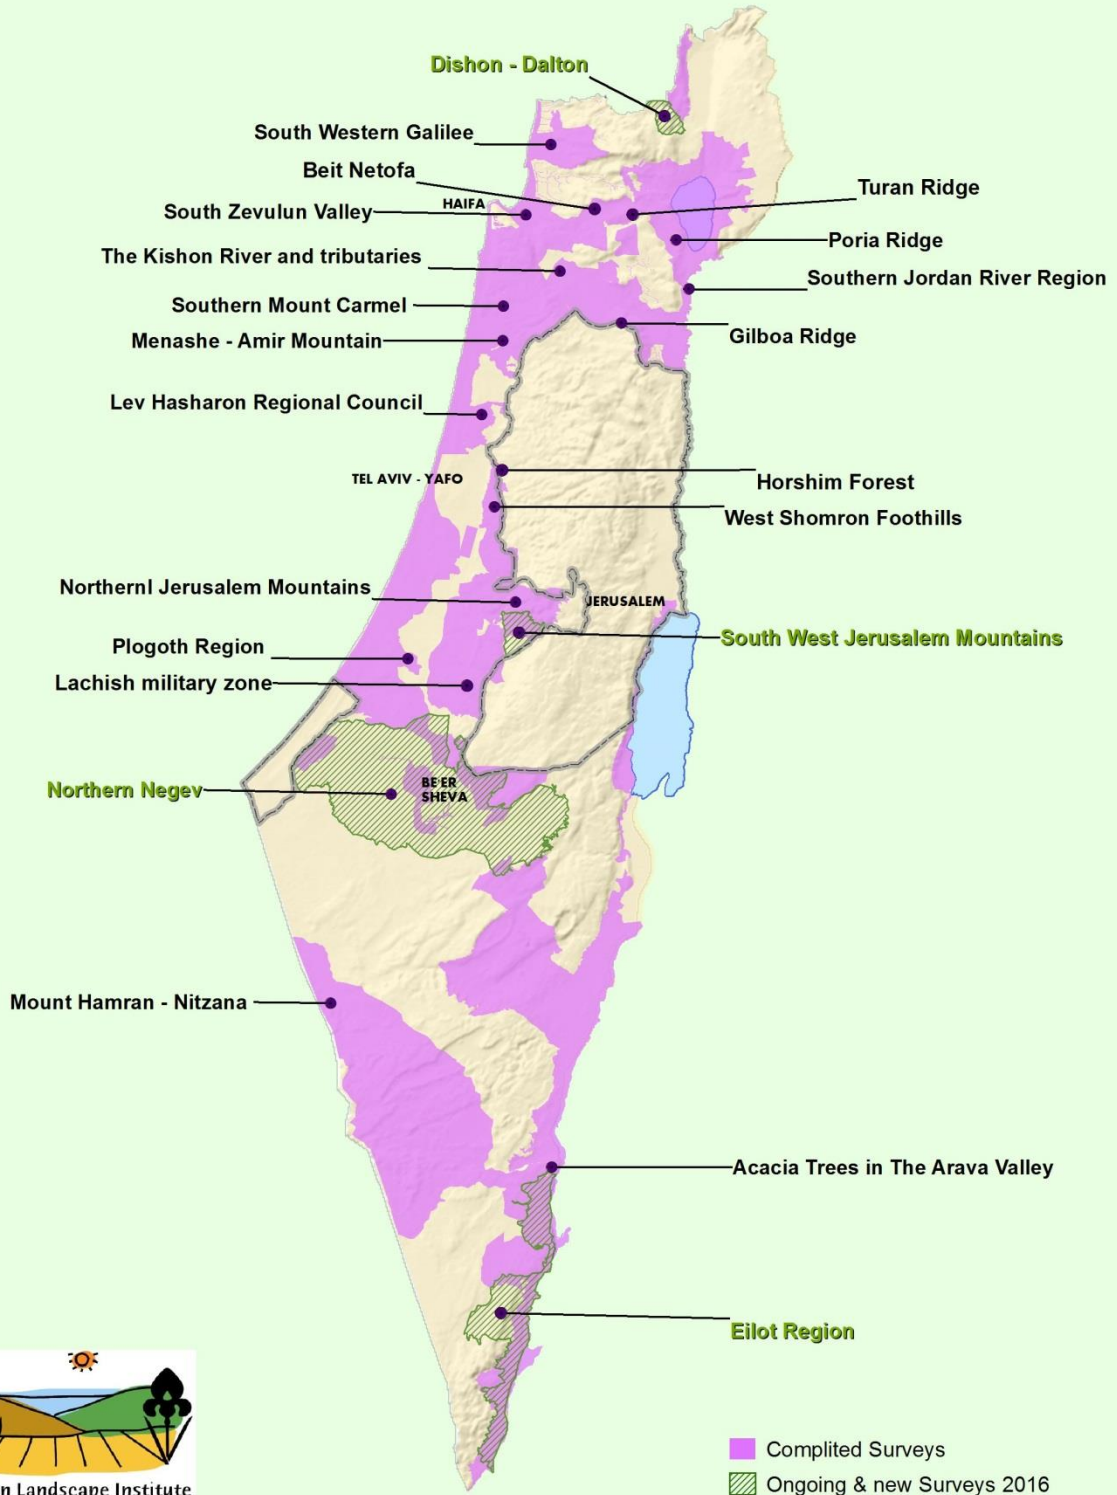 Dishon - Dalton
South Western Galilee
Beit Netofa
Turan Ridge
HAIFA
South Zevulun Valley
Poria Ridge
The Kishon River and tributaries
Southern Jordan River Region
Southern Mount Carmel
Gilboa Ridge
Menashe - Amir Mountain
Lev Hasharon Regional Council
TEL AVIV - YAFO
Horshim Forest
West Shomron Foothills
Northernl Jerusalem Mountains
JERUSALEM
South West Jerusalem Mountains
Plogoth Region
Lachish military zone
Northern Negev
BE'ER
SHEVA
Mount Hamran - Nitzana
Acacia Trees in The Arava Valley
Eilot Region
Complited Surveys
Ongoing & new Surveys 2016
n Landscape Institute